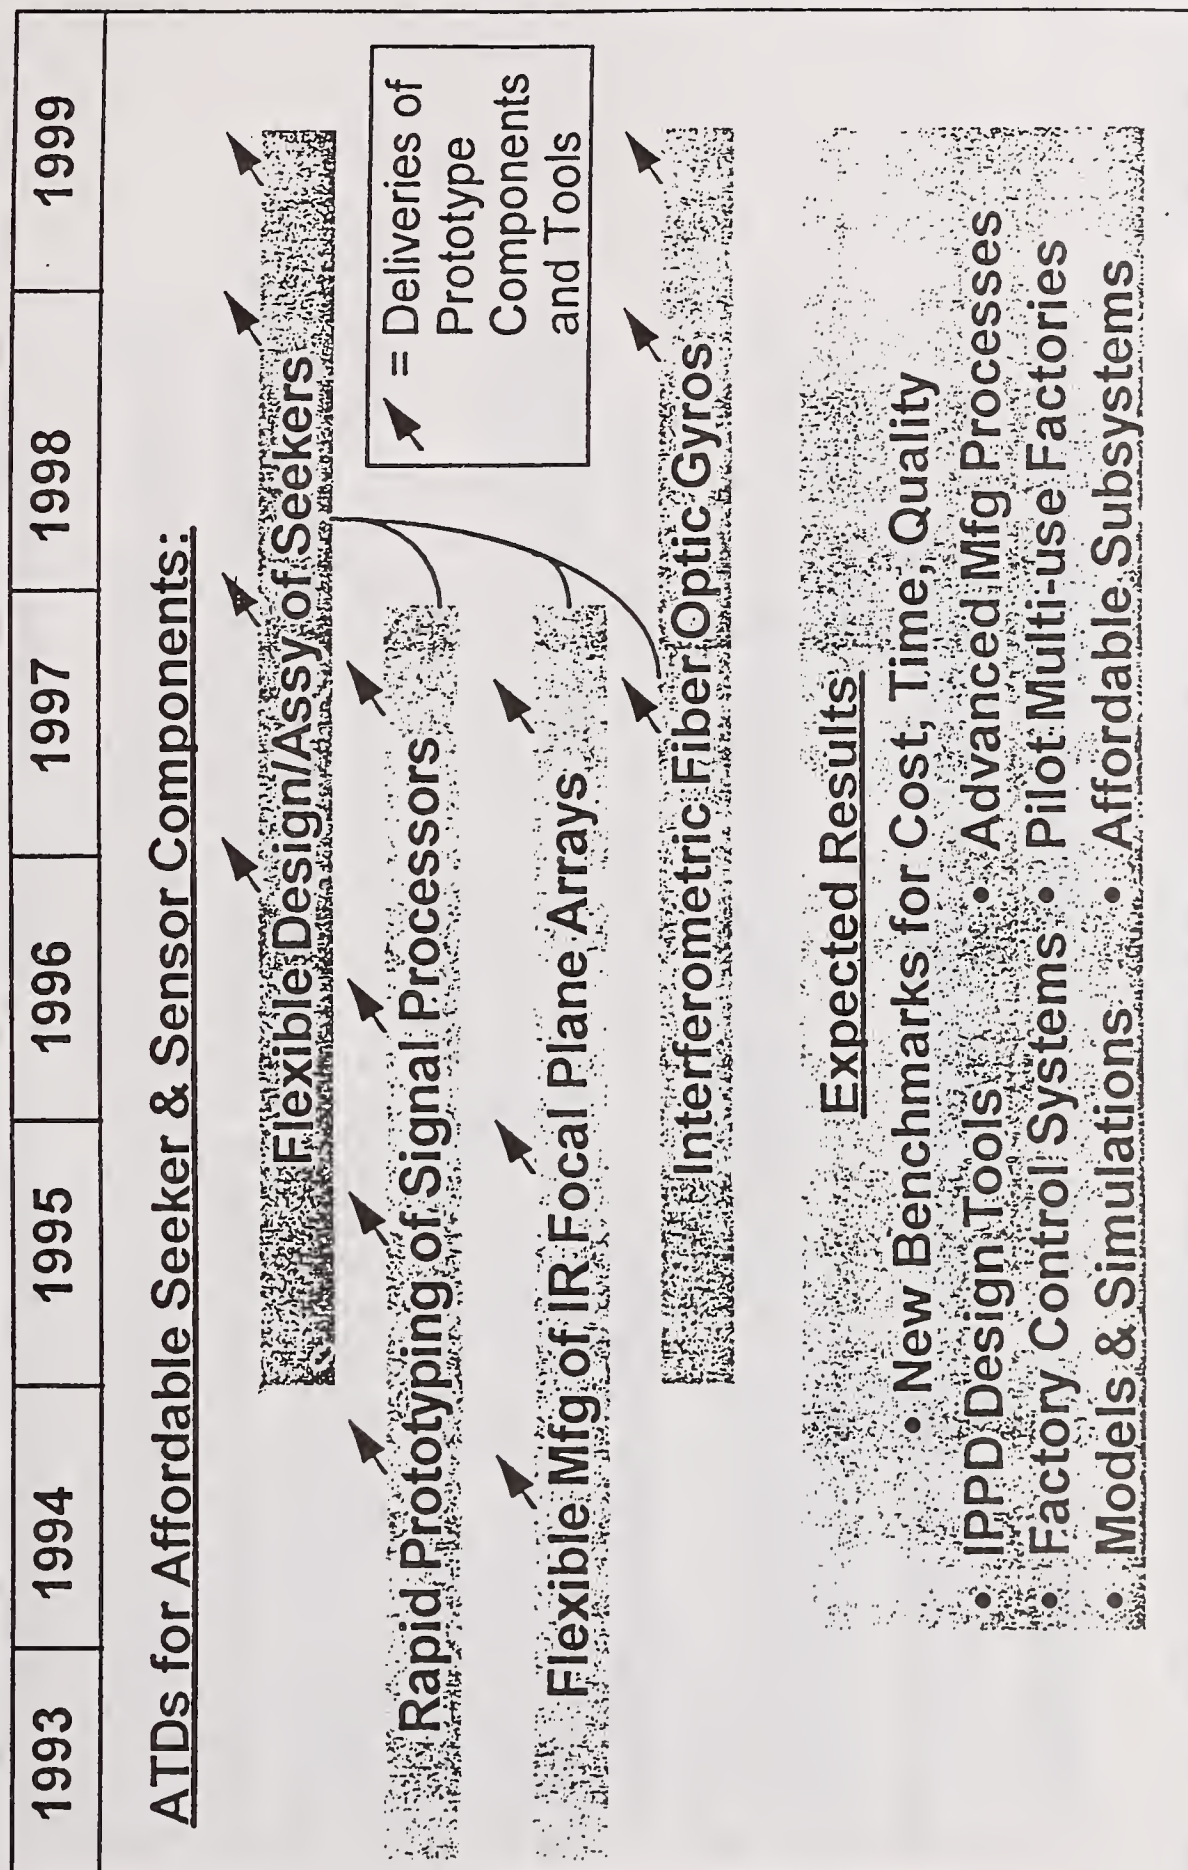 1993 1994 1995 1996 1997 1998 1999
ATDs for Affordable Seeker & Sensor Components:
Flexible Design/Assy of Seekers
Rapid Prototyping of Signal Processors
= Deliveries of
Prototype
Components
and Tools
Flexible Mfg of IR Focal Plane Arrays
Interferometric Fiber Optic Gyros
Expected Results
• New Benchmarks for Cost, Time, Quality
• IPPD Design Tools • Advanced Mfg Processes
• Factory Control Systems • Pilot Multi-use Factories
• Models & Simulations • Affordable Subsystems